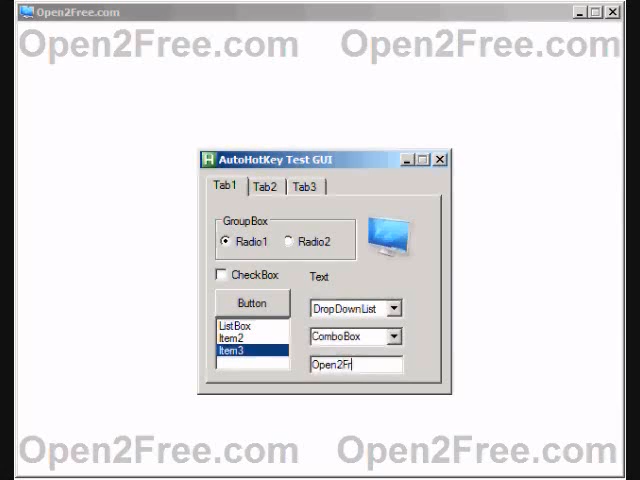 Open2Free.com
Open2Free.com Open2Free.com
AutoHotKey Test GUI
Tab1 Tab2 Tab3
GroupBox
Radio1 Radio2
CheckBox Text
Button
DropDownList
ListBox
Item2
ComboBox
Item3
Open2Fr
Open2Free.com Open2Free.com